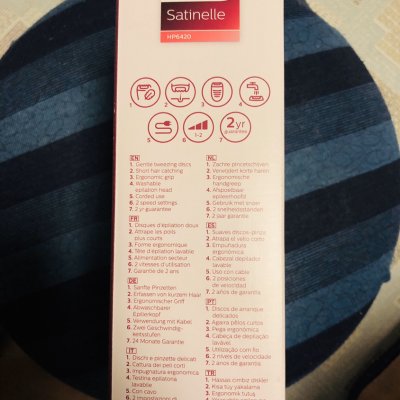 Satinelle
HP6420
1 2 3 4
1-2
2 yr
guarantee
5 6 7
EN
1. Gentle tweezing discs
2. Short hair catching
3. Ergonomic grip
4. Washable
epilation head
5. Corded use
6. 2 speed settings
7. 2 yr guarantee
FR
1. Disques d'épilation doux
2. Attrape les poils
plus courts
3. Forme ergonomique
4. Tête d'épilation lavable
5. Alimentation secteur
6. 2 vitesses d'utilisation
7. Garantie de 2 ans
DE
1. Sanfte Pinzetten
2. Erfassen von kurzem Haar
3. Ergonomischer Griff
4. Abwaschbarer
Epilierkopf
5. Verwendung mit Kabel
6. Zwei Geschwindig-
keitsstufen
7. 24 Monate Garantie
IT
1. Dischi e pinzette delicati
2. Cattura dei peli corti
3. Impugnatura ergonomica
4. Testina epilatoria
lavabile
5. Con cavo
6. 2 impostazioni di
NL
1. Zachte pincetschijven
2. Verwijdert korte haren
3. Ergonomische
handgreep
4. Afspoelbaar
epileerhoofd
5. Gebruik met snoer
6. 2 snelheidsstanden
7. 2 jaar garantie
ES
1. Suaves discos-pinza
2. Atrapa el vello corto
3. Empuñadura
ergonómica
4. Cabezal depilador
lavable
5. Uso con cable
6. 2 posiciones
de velocidad
7. 2 años de garantía
PT
1. Discos de arranque
delicados
2. Agarra pêlos curtos
3. Pega ergonómica
4. Cabeça de depilação
lavável
5. Utilização com fio
6. 2 níveis de velocidade
7. 2 anos de garantia
TR
1. Hassas cımbız diskleri
2. Kısa tüy yakalama
3. Ergonomik tutuş